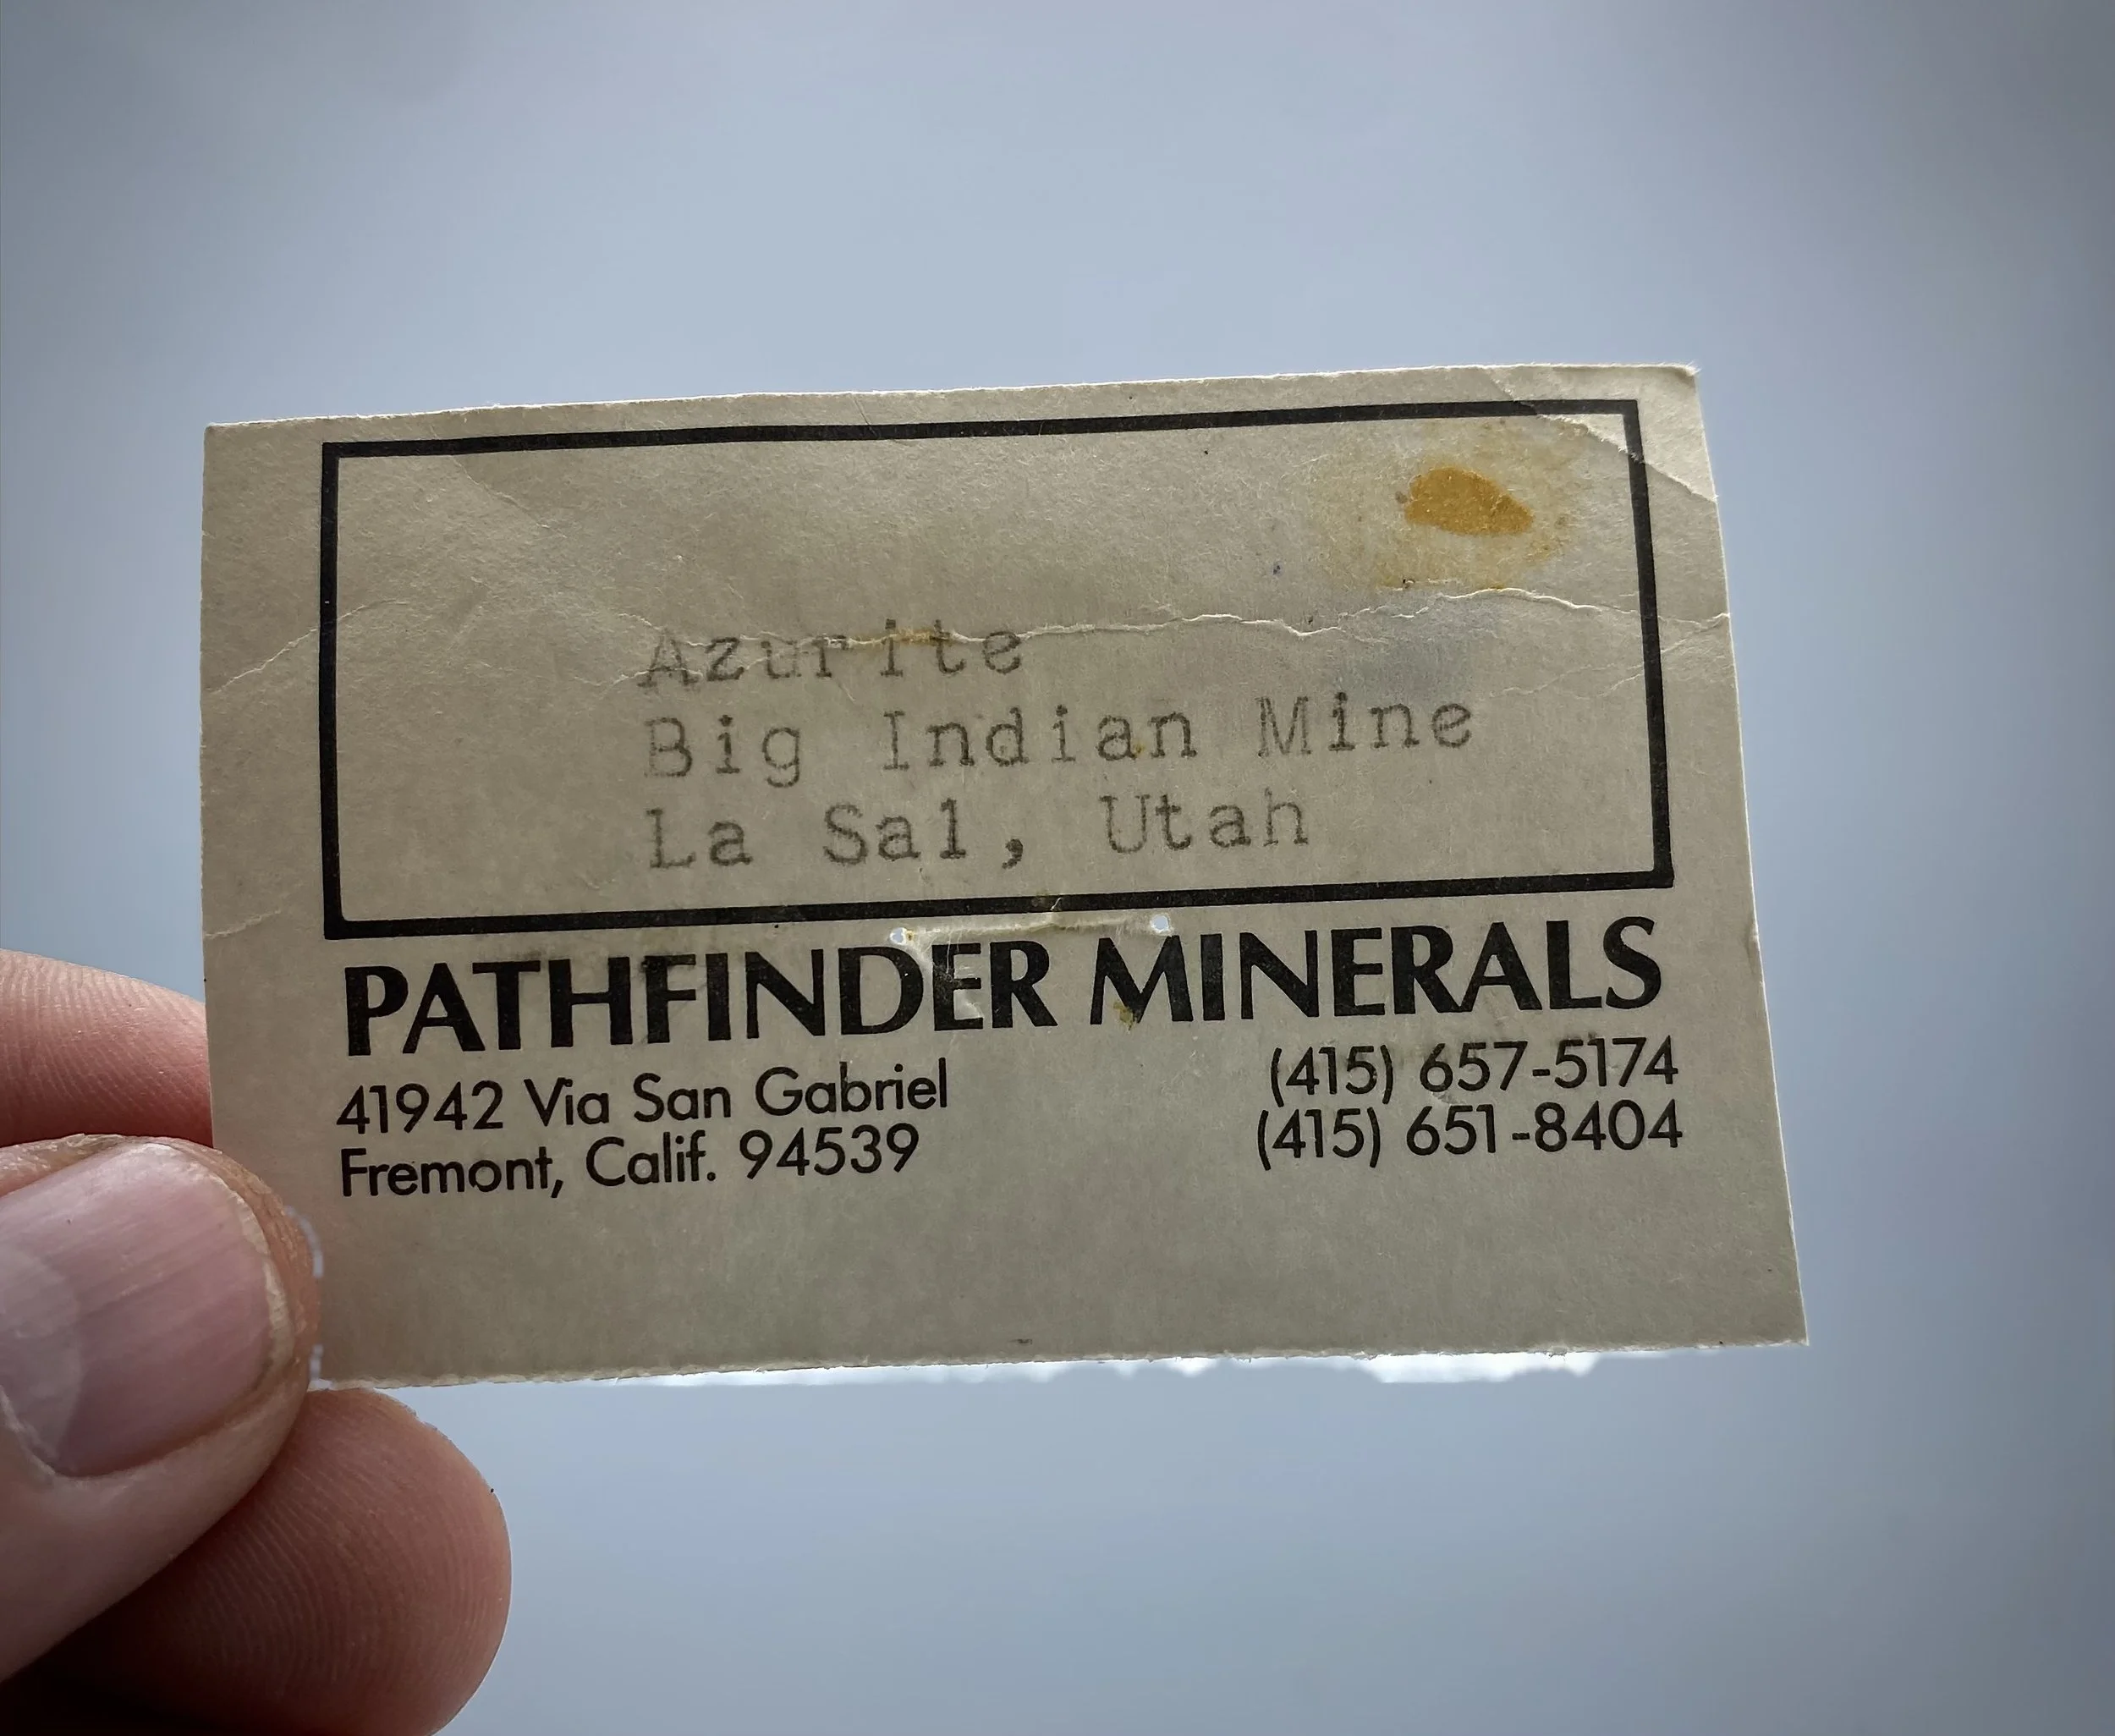 Azurite
Big Indian Mine
La Sal, Utah
PATHFINDER MINERALS
41942 Via San Gabriel
Fremont, Calif. 94539
(415) 657-5174
(415) 651-8404